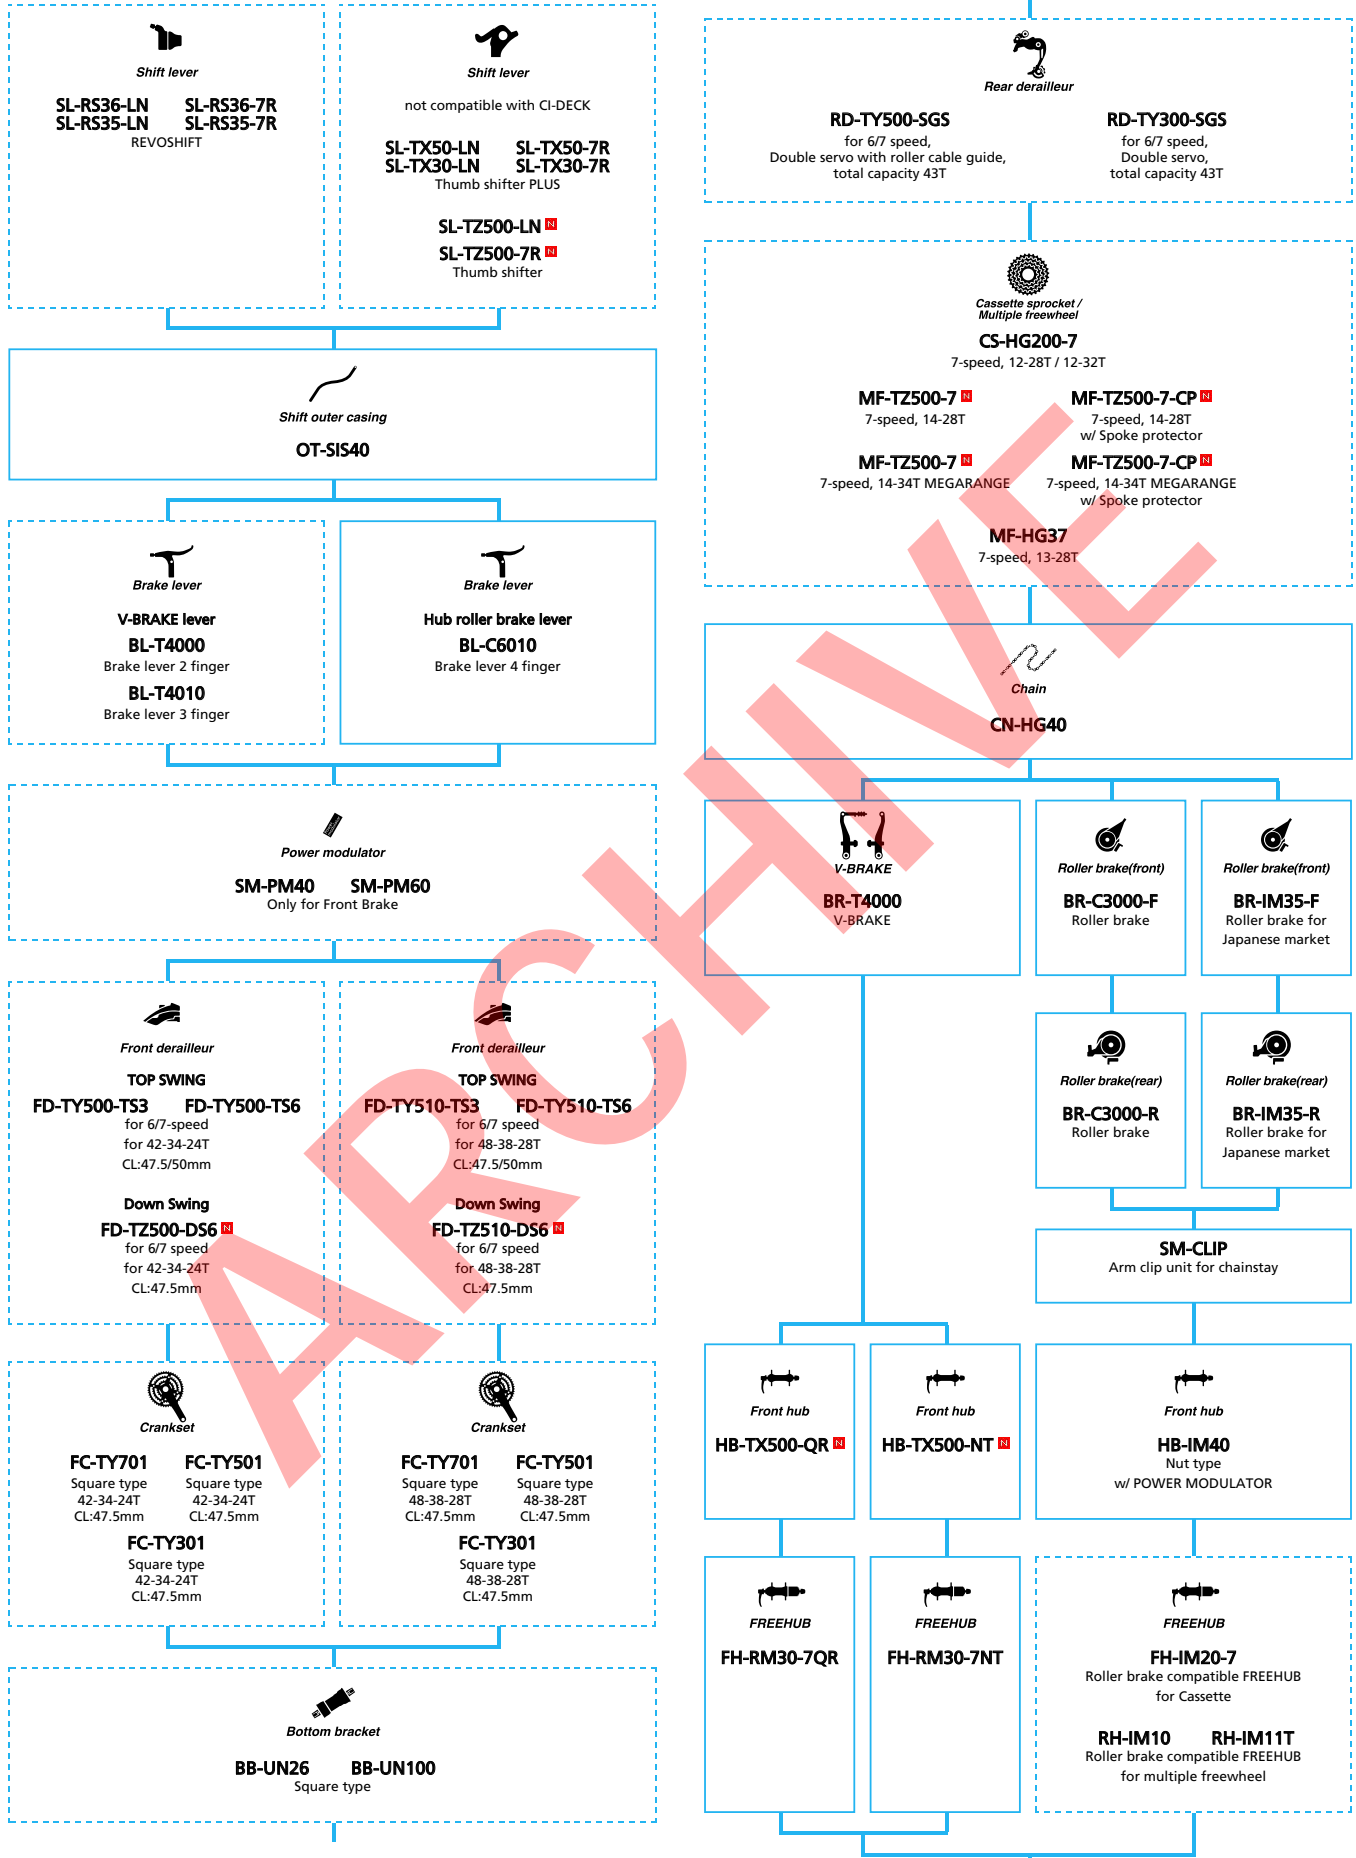 Shift lever
SL-RS36-LN SL-RS36-7R
SL-RS35-LN SL-RS35-7R
REVOSHIFT
Shift lever
not compatible with CI-DECK
SL-TX50-LN SL-TX50-7R
SL-TX30-LN SL-TX30-7R
Thumb shifter PLUS
SL-TZ500-LN N
SL-TZ500-7R N
Thumb shifter
Shift outer casing
OT-SIS40
Brake lever
V-BRAKE lever
BL-T4000
Brake lever 2 finger
BL-T4010
Brake lever 3 finger
Brake lever
Hub roller brake lever
BL-C6010
Brake lever 4 finger
Power modulator
SM-PM40 SM-PM60
Only for Front Brake
Front derailleur
TOP SWING
FD-TY500-TS3 FD-TY500-TS6
for 6/7-speed
for 42-34-24T
CL:47.5/50mm
Down Swing
FD-TZ500-DS6 N
for 6/7 speed
for 42-34-24T
CL:47.5mm
Front derailleur
TOP SWING
FD-TY510-TS3 FD-TY510-TS6
for 6/7 speed
for 48-38-28T
CL:47.5/50mm
Down Swing
FD-TZ510-DS6 N
for 6/7 speed
for 48-38-28T
CL:47.5mm
Crankset
FC-TY701 FC-TY501
Square type Square type
42-34-24T 42-34-24T
CL:47.5mm CL:47.5mm
FC-TY301
Square type
42-34-24T
CL:47.5mm
Crankset
FC-TY701 FC-TY501
Square type Square type
48-38-28T 48-38-28T
CL:47.5mm CL:47.5mm
FC-TY301
Square type
48-38-28T
CL:47.5mm
Bottom bracket
BB-UN26 BB-UN100
Square type
Rear derailleur
RD-TY500-SGS RD-TY300-SGS
for 6/7 speed, for 6/7 speed,
Double servo with roller cable guide, Double servo,
total capacity 43T total capacity 43T
Cassette sprocket /
Multiple freewheel
CS-HG200-7
7-speed, 12-28T / 12-32T
MF-TZ500-7 N MF-TZ500-7-CP N
7-speed, 14-28T 7-speed, 14-28T
w/ Spoke protector
MF-TZ500-7 N MF-TZ500-7-CP N
7-speed, 14-34T MEGARANGE 7-speed, 14-34T MEGARANGE
w/ Spoke protector
MF-HG37
7-speed, 13-28T
Chain
CN-HG40
V-BRAKE
BR-T4000
V-BRAKE
Roller brake(front)
BR-C3000-F
Roller brake
Roller brake(front)
BR-IM35-F
Roller brake for
Japanese market
Roller brake(rear)
BR-C3000-R
Roller brake
Roller brake(rear)
BR-IM35-R
Roller brake for
Japanese market
SM-CLIP
Arm clip unit for chainstay
Front hub
HB-TX500-QR N
Front hub
HB-TX500-NT N
Front hub
HB-IM40
Nut type
w/ POWER MODULATOR
FREEHUB
FH-RM30-7QR
FREEHUB
FH-RM30-7NT
FREEHUB
FH-IM20-7
Roller brake compatible FREEHUB
for Cassette
RH-IM10 RH-IM11T
Roller brake compatible FREEHUB
for multiple freewheel
ARCHIVE